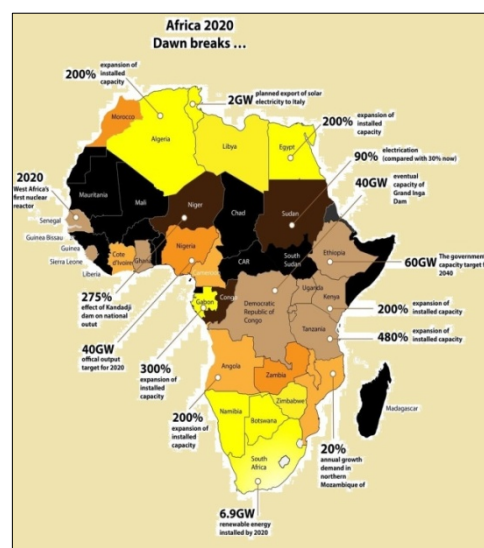 Africa 2020
Dawn breaks ...
200% expansion of
installed
capacity
2GW planned export of solar
electricity to Italy
200% expansion of
installed
capacity
90%
electrication
(compared with 30% now)
40GW
eventual
capacity of
Grand Inga
Dam
60GW The government
capacity target f
2040
200%
expansion of
installed capacity
480%
expansion of
installed capacity
20%
annual growth
demand in
northern
Mozambique of
6.9GW
renewable energy
installed by 2020
200%
expansion of
installed
capacity
300%
expansion of
installed
capacity
40GW
offical output
target for 2020
275%
effect of Kandadji
dam on national
outut
2020
West Africa's
first nuclear
reactor
Morocco
Algeria
Libya
Egypt
Mauritania
Mali
Niger
Chad
Sudan
Senegal
Guinea Bissau
Guinea
Sierra Leone
Liberia
Cote
d'Ivoire
Ghana
Nigeria
Cameroon
CAR
South
Sudan
Ethiopia
Uganda
Kenya
Gabon
Congo
Democratic
Republic of
Congo
Tanzania
Angola
Zambia
Zimbabwe
Namibia
Botswana
South
Africa
Madagascar